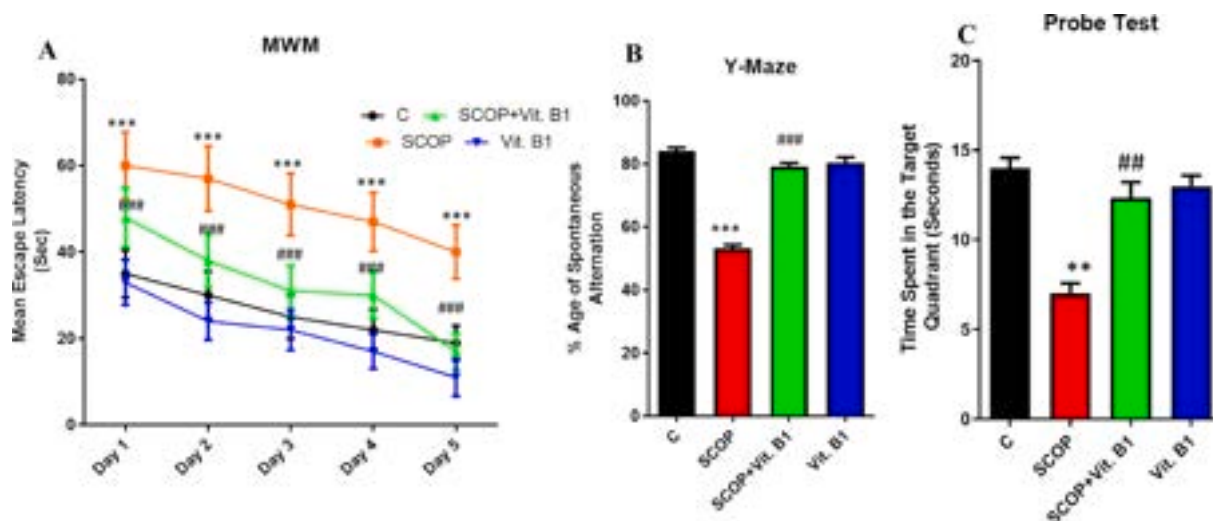 A
MWM
Mean Escape Latency
(Sec)
80
60
40
20
0
C
SCOP+Vit. B1
SCOP
Vit. B1
***
***
***
***
***
###
###
###
###
###
Day 1
Day 2
Day 3
Day 4
Day 5
B
Y-Maze
% Age of Spontaneous
Alternation
100
80
60
40
20
0
***
###
C
SCOP
SCOP+Vit. B1
Vit. B1
C
Probe Test
Time Spent in the Target
Quadrant (Seconds)
20
15
10
5
0
**
##
C
SCOP
SCOP+Vit. B1
Vit. B1